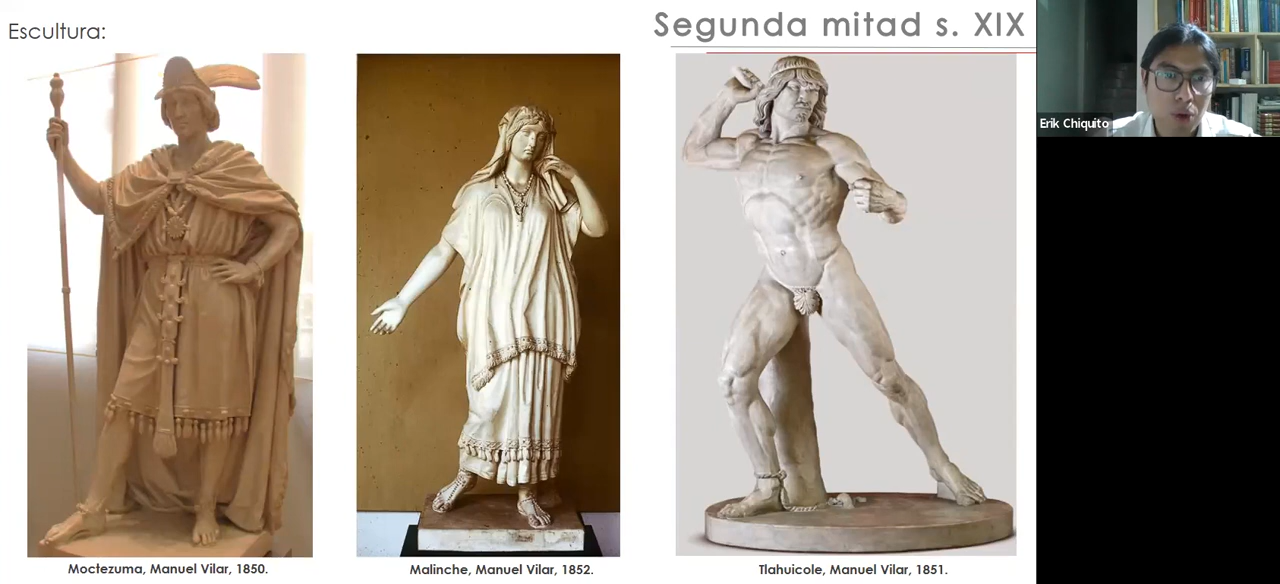 Escultura:
Segunda mitad s. XIX
Erik Chiquito
Moctezuma, Manuel Vilar, 1850.
Malinche, Manuel Vilar, 1852.
Tlahuicole, Manuel Vilar, 1851.